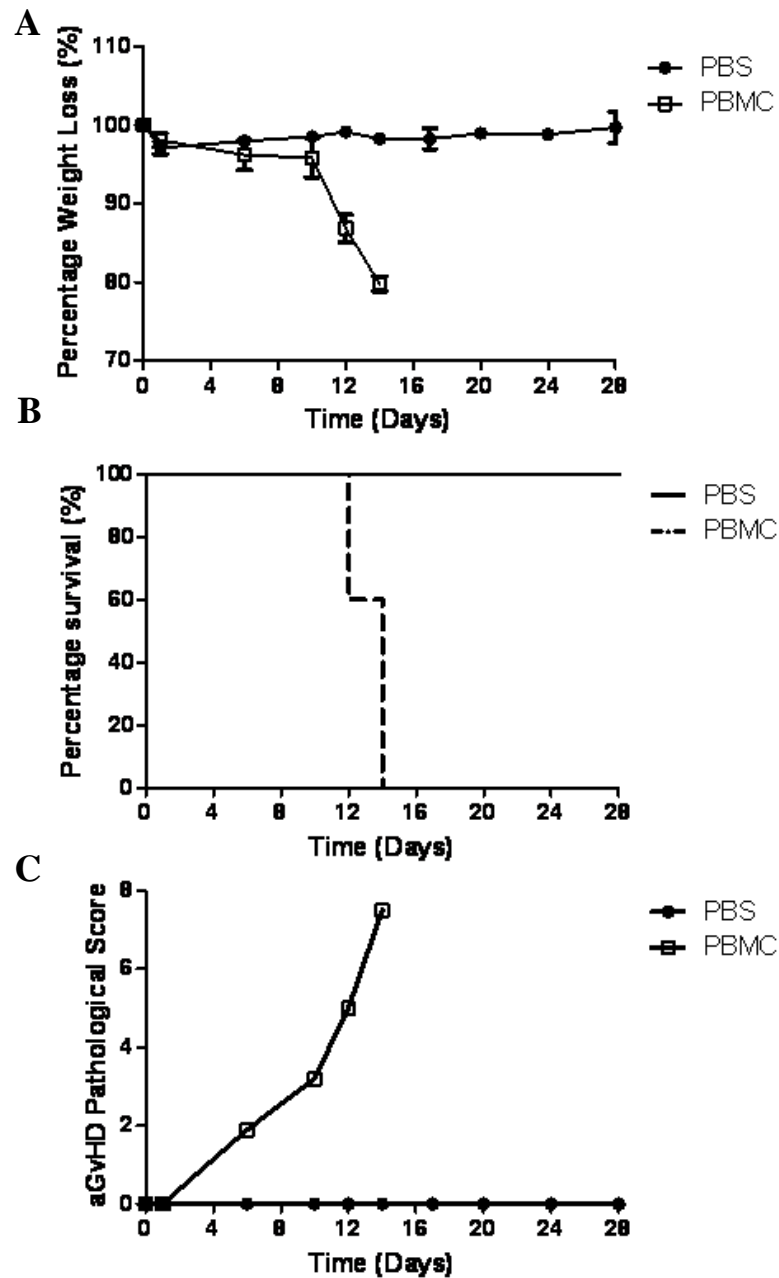 A
Percentage Weight Loss (%)
110
100
90
80
70
0 4 8 12 16 20 24 28
Time (Days)
PBS
PBMC
B
Percentage survival (%)
100
80
60
40
20
0
0 4 8 12 16 20 24 28
Time (Days)
PBS
PBMC
C
aGvHD Pathological Score
8
6
4
2
0
0 4 8 12 16 20 24 28
Time (Days)
PBS
PBMC